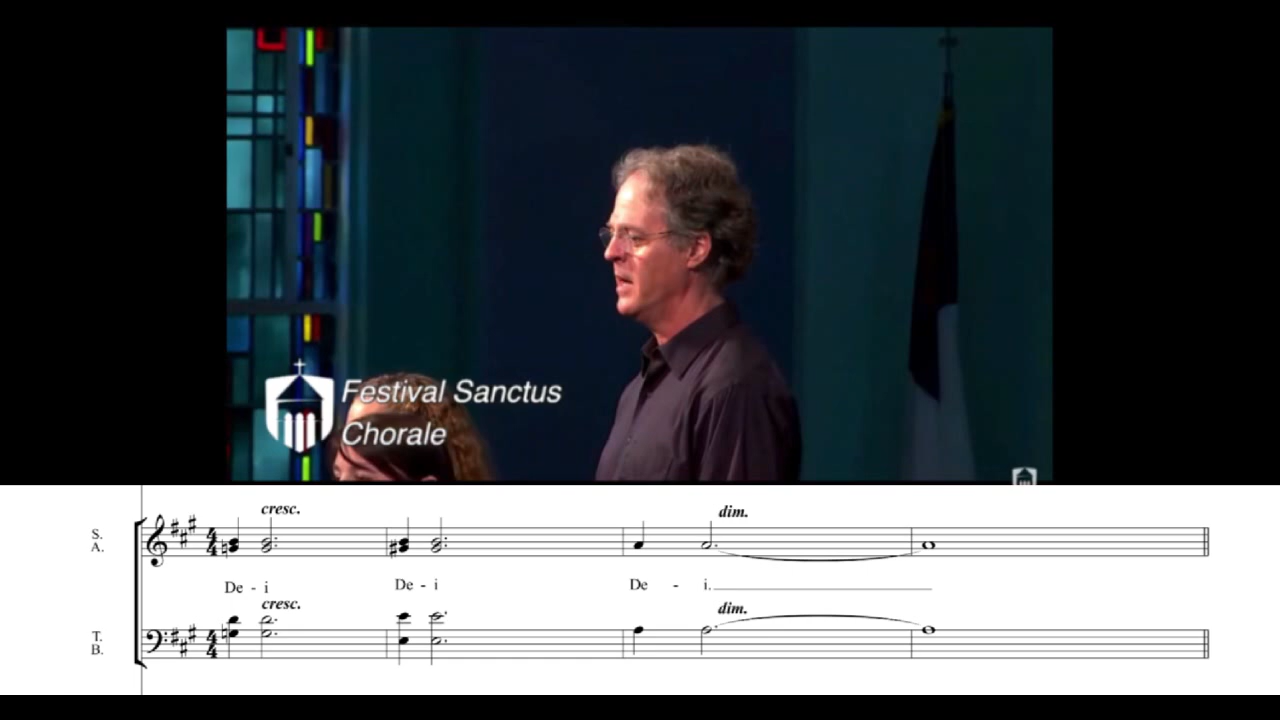 Festival Sanctus
Chorale
cresc.
dim.
S.
A.
De - i De - i De - i.
cresc.
dim.
T.
B.